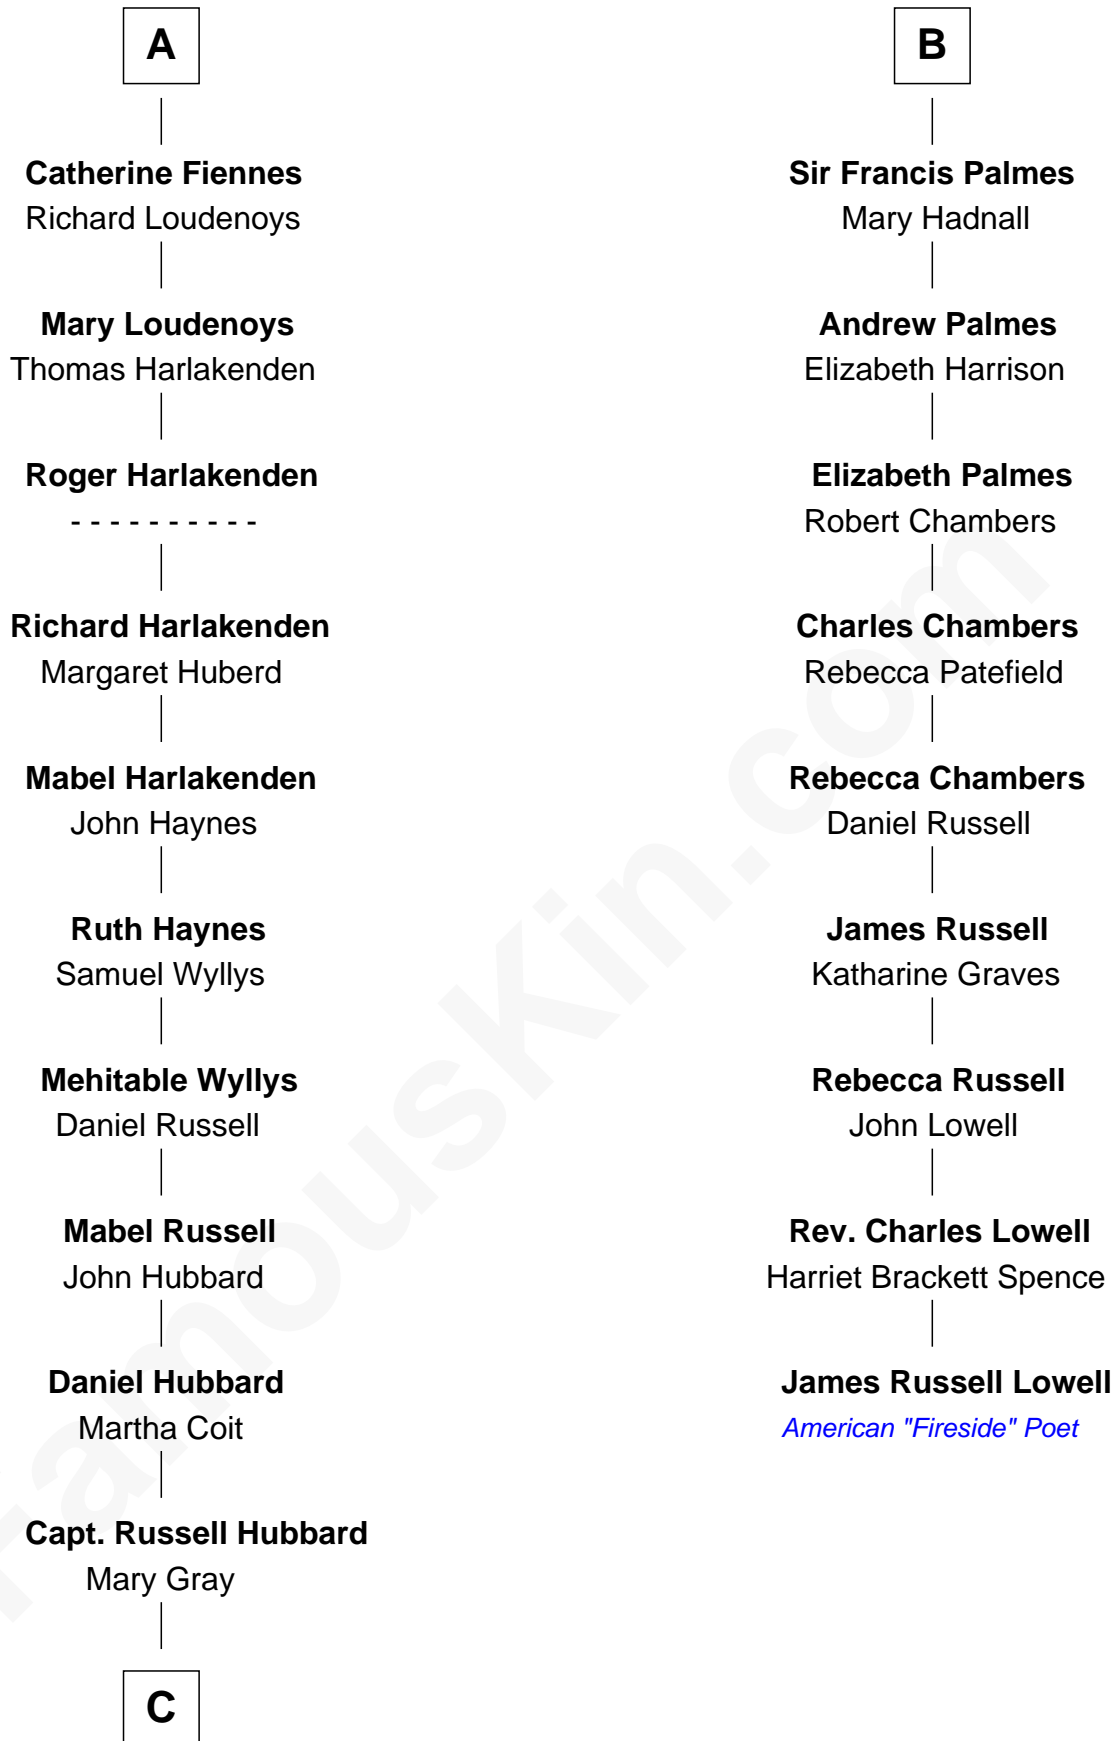 A
Catherine Fiennes
Richard Loudenoys
Mary Loudenoys
Thomas Harlakenden
Roger Harlakenden
- - - - - - - - - -
Richard Harlakenden
Margaret Huberd
Mabel Harlakenden
John Haynes
Ruth Haynes
Samuel Wyllys
Mehitable Wyllys
Daniel Russell
Mabel Russell
John Hubbard
Daniel Hubbard
Martha Coit
Capt. Russell Hubbard
Mary Gray
C
B
Sir Francis Palmes
Mary Hadnall
Andrew Palmes
Elizabeth Harrison
Elizabeth Palmes
Robert Chambers
Charles Chambers
Rebecca Patefield
Rebecca Chambers
Daniel Russell
James Russell
Katharine Graves
Rebecca Russell
John Lowell
Rev. Charles Lowell
Harriet Brackett Spence
James Russell Lowell
American "Fireside" Poet
FamousKin.com